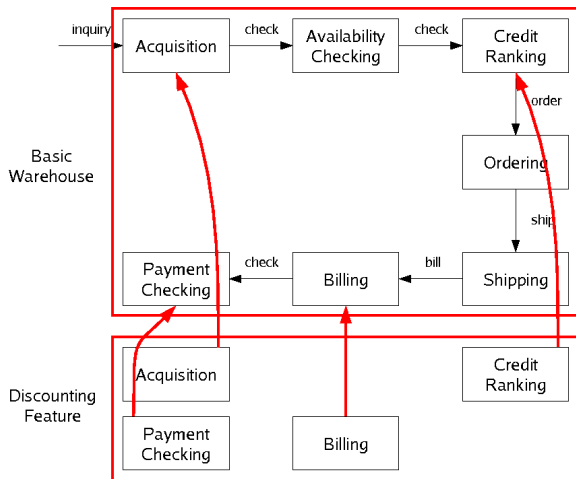 inquiry
Acquisition
check
Availability
Checking
check
Credit
Ranking
order
Basic
Warehouse
Ordering
ship
Payment
Checking
check
Billing
bill
Shipping
Discounting
Feature
Acquisition
Credit
Ranking
Payment
Checking
Billing